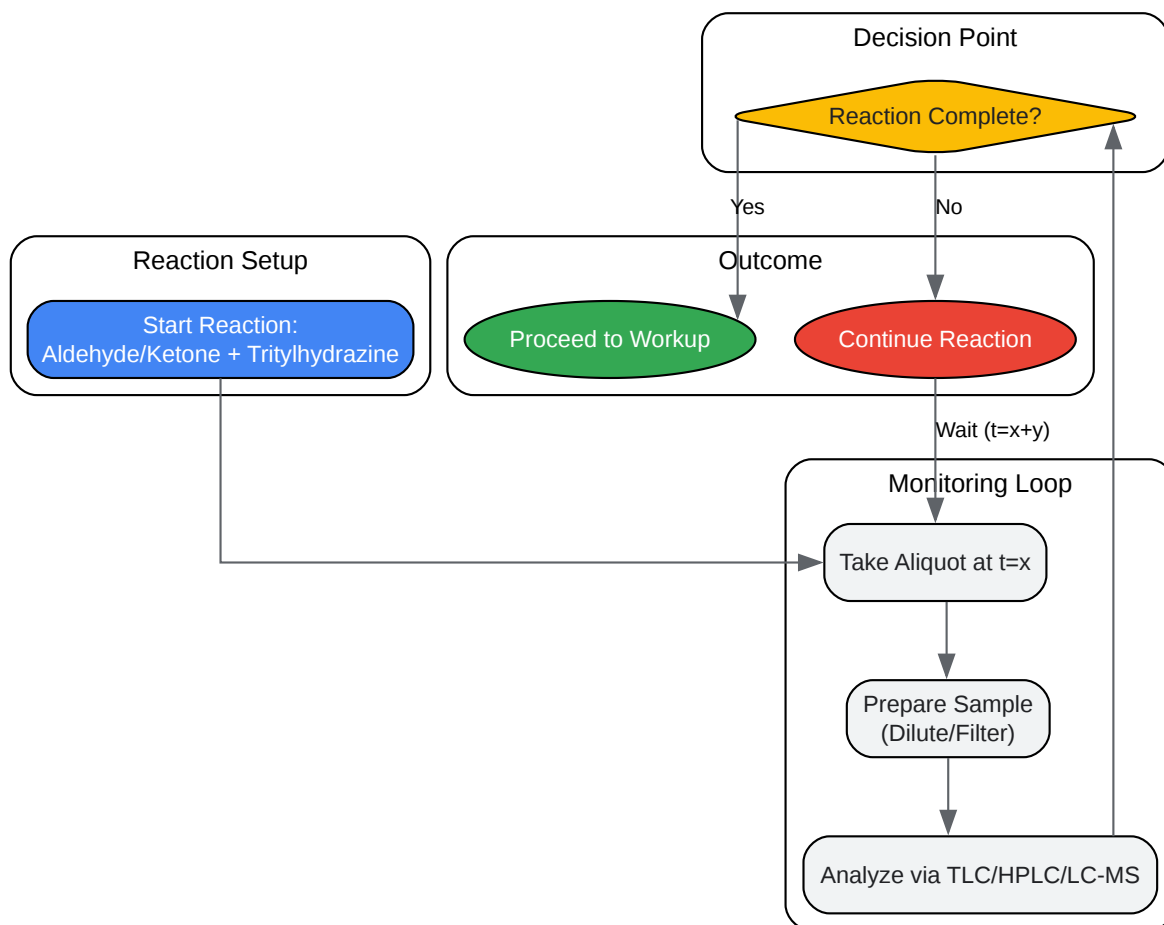 Decision Point
Reaction Complete?
Yes
No
Reaction Setup
Start Reaction:
Aldehyde/Ketone + Tritylhydrazine
Outcome
Proceed to Workup
Continue Reaction
Wait (t=x+y)
Monitoring Loop
Take Aliquot at t=x
Prepare Sample
(Dilute/Filter)
Analyze via TLC/HPLC/LC-MS